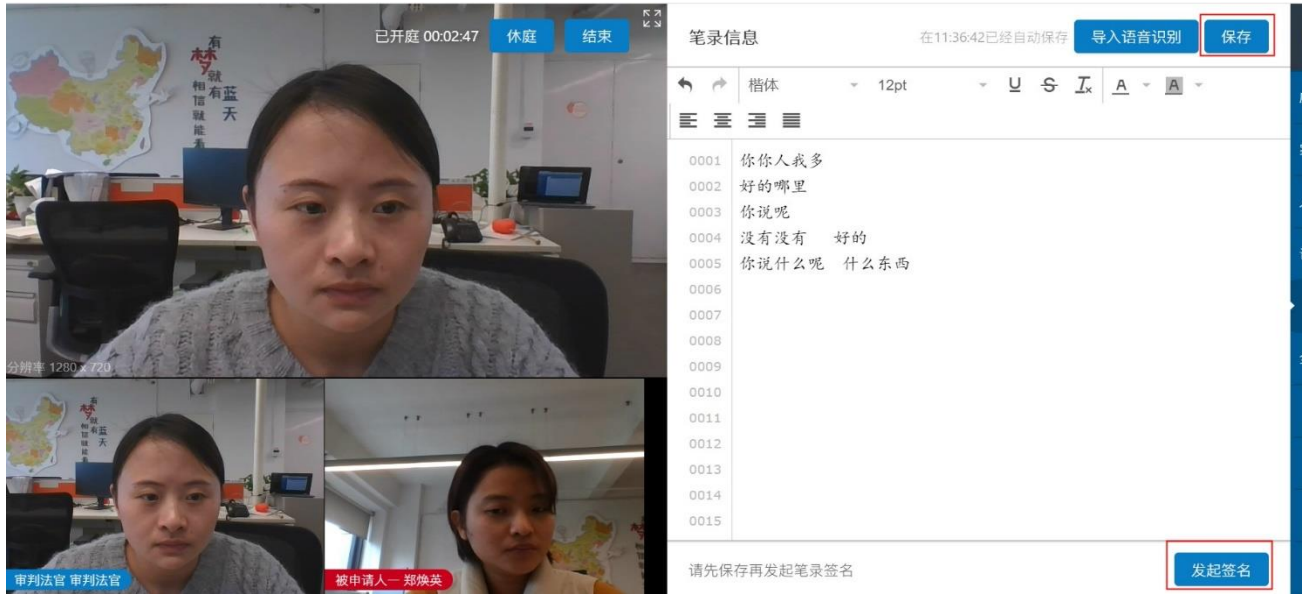 已开庭 00:02:47 休庭 结束
有
梦
就
有
蓝
天
相
信
就
能
看
分辨率 1280 x 720
审判法官 审判法官
被申请人一 郑焕英
笔录信息 在11:36:42已经自动保存 导入语音识别 保存
楷体 12pt U S Tx A A
0001 你你人我多
0002 好的哪里
0003 你说呢
0004 没有没有 好的
0005 你说什么呢 什么东西
0006
0007
0008
0009
0010
0011
0012
0013
0014
0015
请先保存再发起笔录签名 发起签名